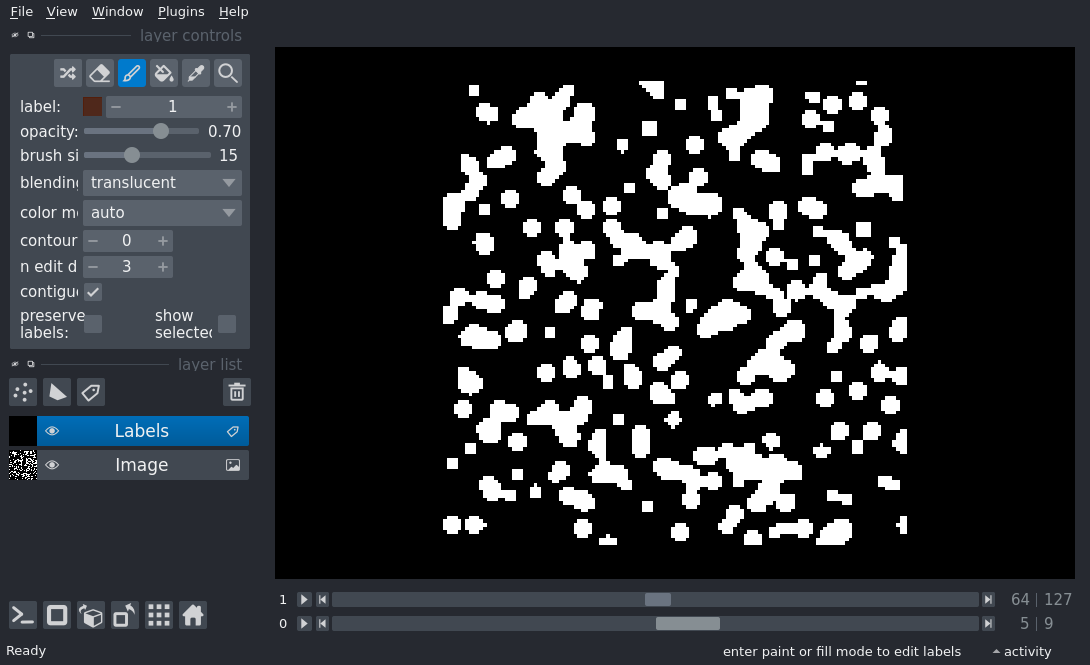 File View Window Plugins Help
layer controls
label: 1
opacity: 0.70
brush si 15
blending translucent
color m auto
contour 0
n edit d 3
contigu
preserve labels: show selected
layer list
Labels
Image
1 64 | 127
0 5 | 9
Ready enter paint or fill mode to edit labels activity